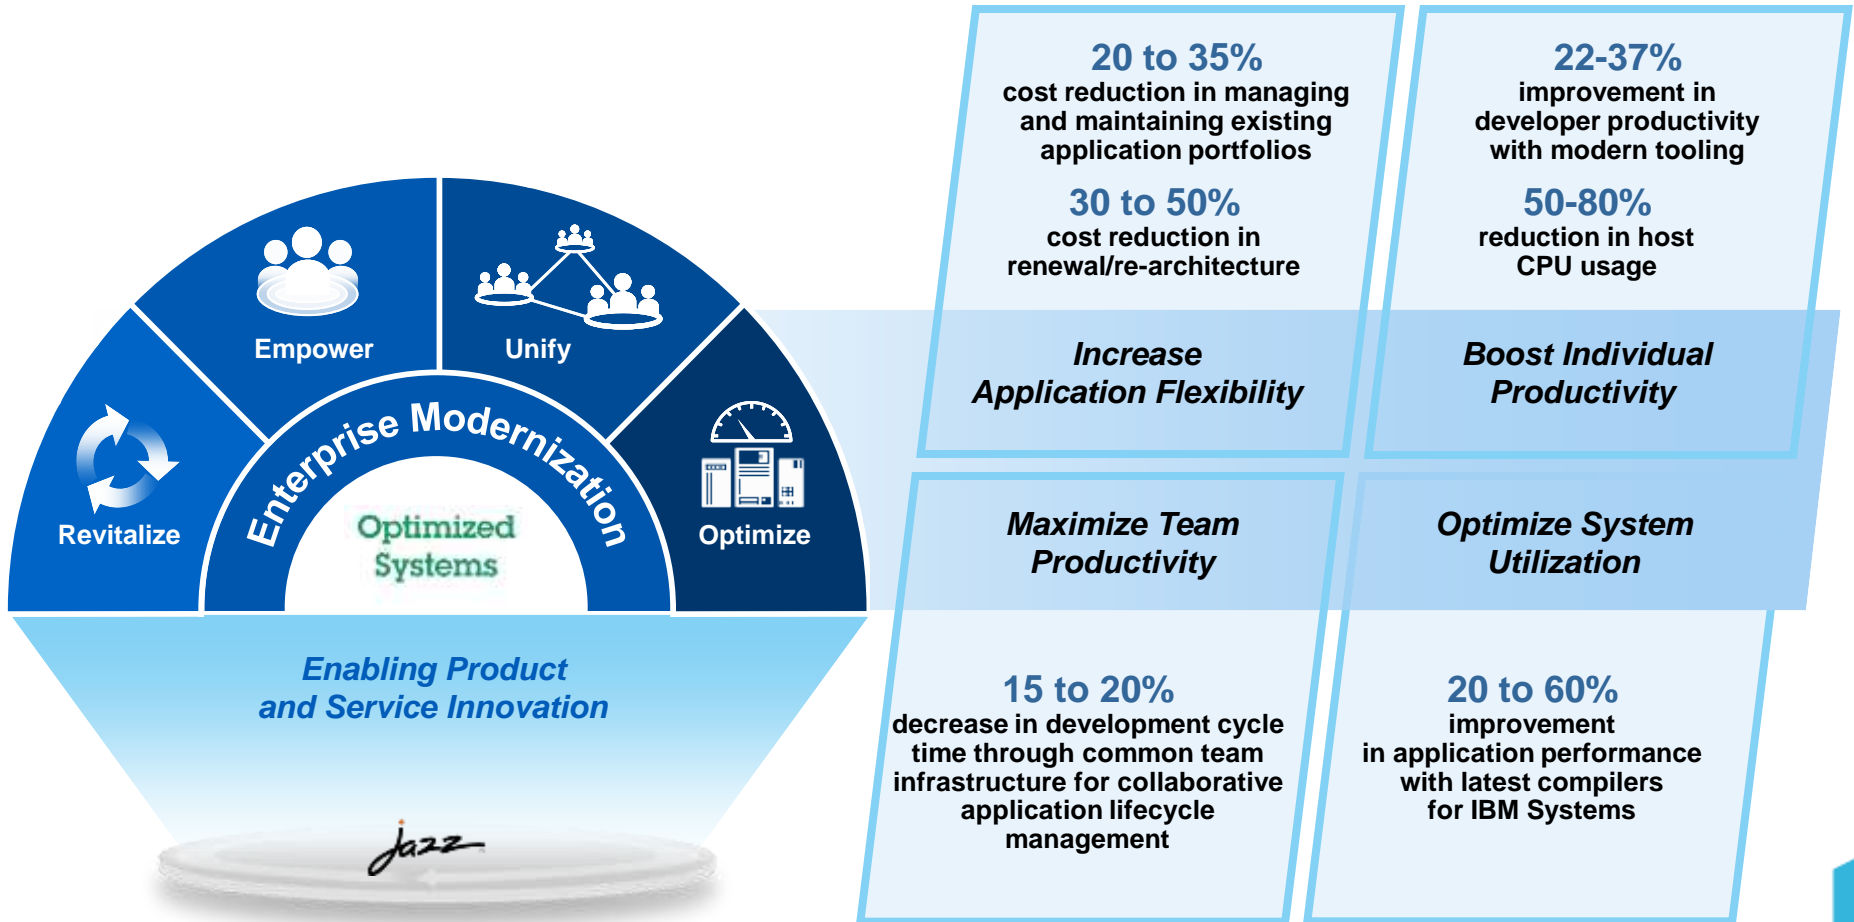 Empower
Unify
Revitalize
Optimize
Enterprise Modernization
Optimized
Systems
Enabling Product
and Service Innovation
jazz
20 to 35%
cost reduction in managing
and maintaining existing
application portfolios
30 to 50%
cost reduction in
renewal/re-architecture
Increase
Application Flexibility
22-37%
improvement in
developer productivity
with modern tooling
50-80%
reduction in host
CPU usage
Boost Individual
Productivity
Maximize Team
Productivity
15 to 20%
decrease in development cycle
time through common team
infrastructure for collaborative
application lifecycle
management
Optimize System
Utilization
20 to 60%
improvement
in application performance
with latest compilers
for IBM Systems